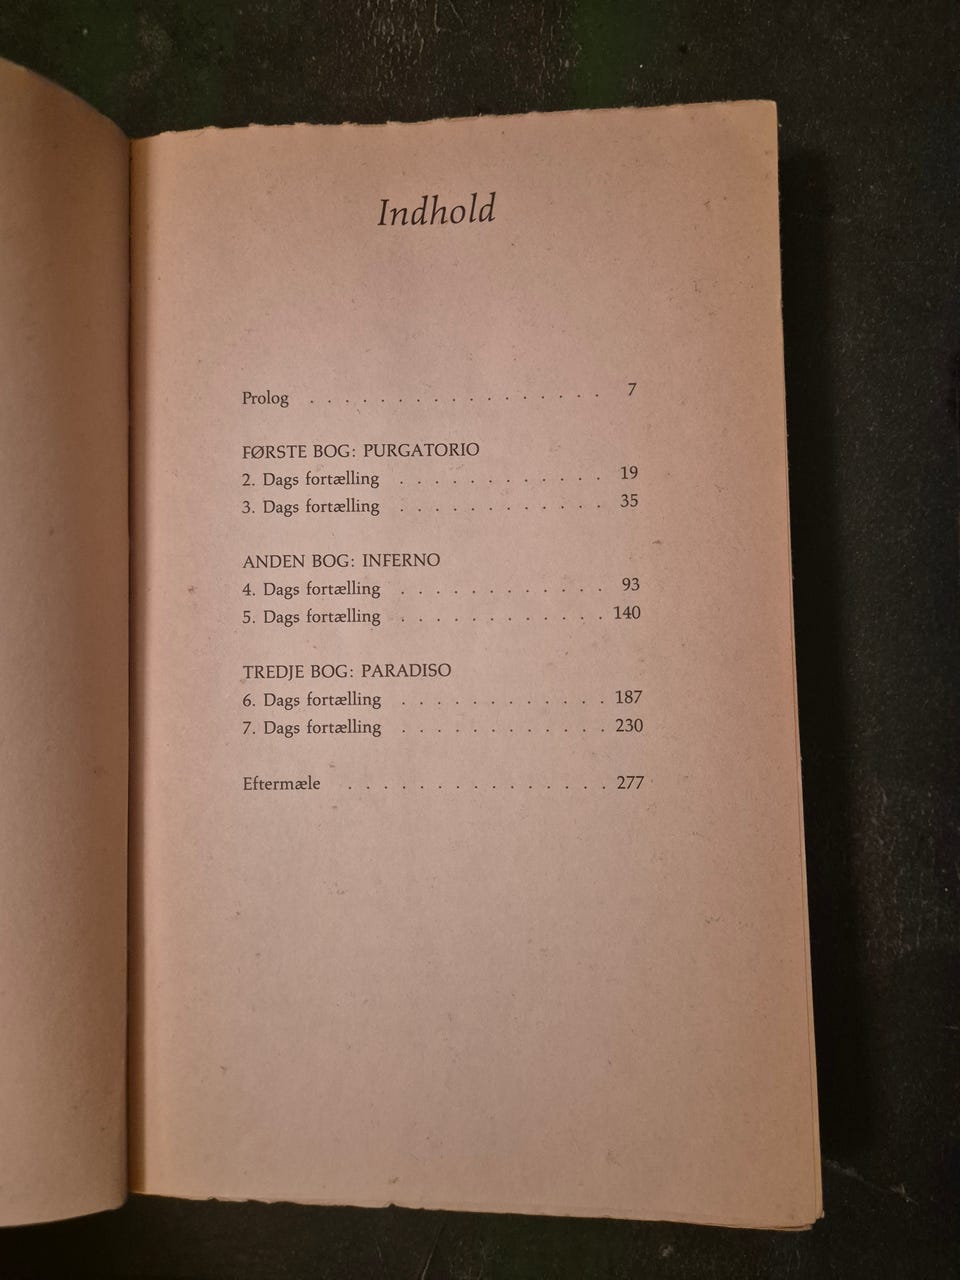 Indhold
Prolog . . . . . . . . . . . . . . . . . 7
FØRSTE BOG: PURGATORIO
2. Dags fortælling . . . . . . . . . . . . 19
3. Dags fortælling . . . . . . . . . . . . 35
ANDEN BOG: INFERNO
4. Dags fortælling . . . . . . . . . . . . 93
5. Dags fortælling . . . . . . . . . . . . 140
TREDJE BOG: PARADISO
6. Dags fortælling . . . . . . . . . . . . 187
7. Dags fortælling . . . . . . . . . . . . 230
Eftermæle . . . . . . . . . . . . . . . 277